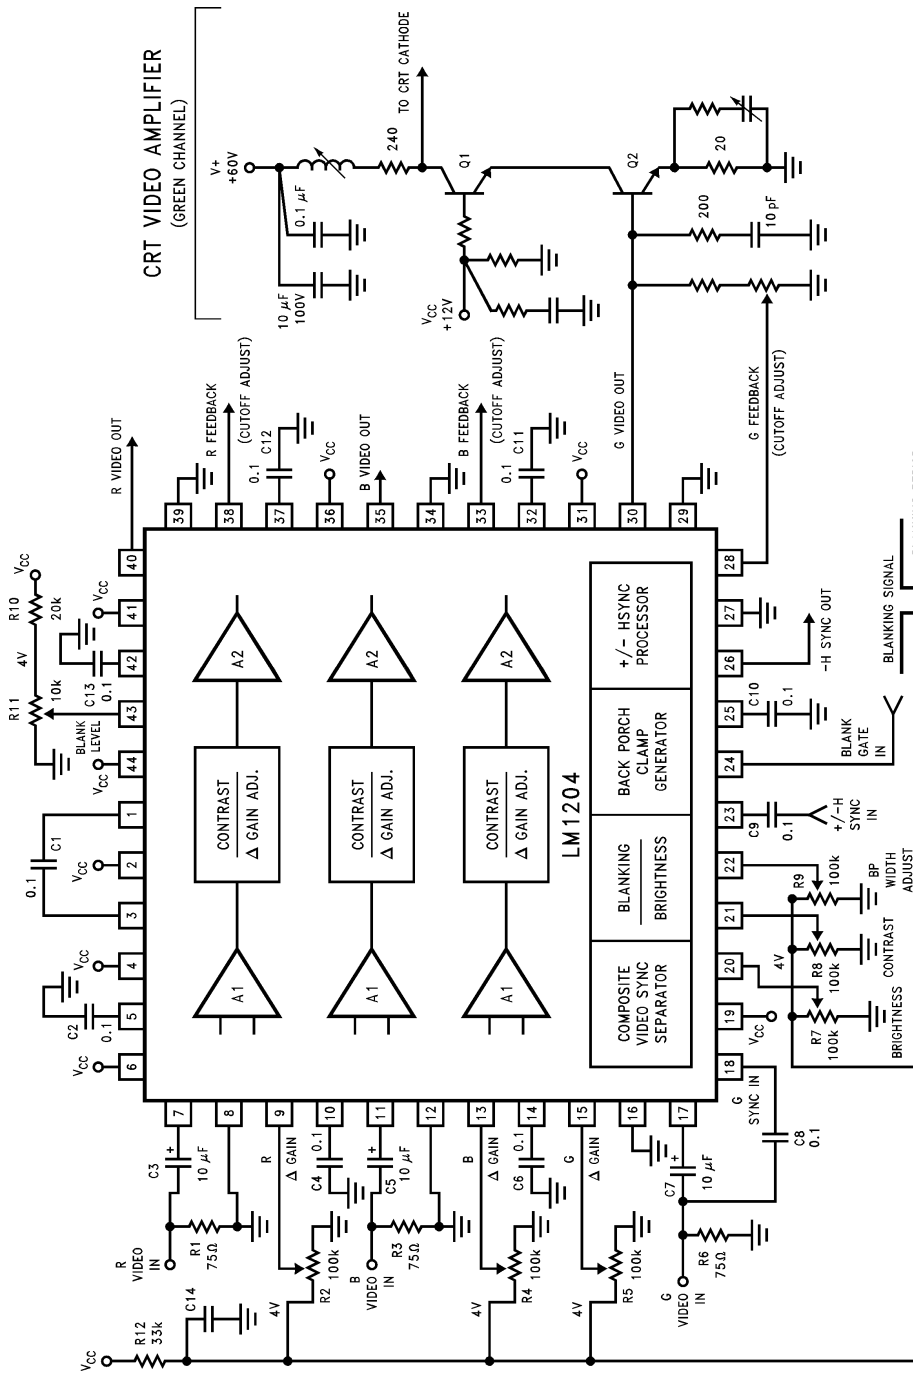 CRT VIDEO AMPLIFIER
(GREEN CHANNEL)
V+
+60V
0.1 μF
10 μF
100V
240
TO CRT CATHODE
Q1
VCC
+12V
Q2
20
200
10 pF
R VIDEO OUT
R FEEDBACK
(CUTOFF ADJUST)
0.1 C12
VCC
B VIDEO OUT
B FEEDBACK
(CUTOFF ADJUST)
0.1 C11
VCC
G VIDEO OUT
G FEEDBACK
(CUTOFF ADJUST)
39
38
37
36
35
34
33
32
31
30
29
VCC
R10
20k
4V
R11
10k
BLANK
LEVEL
VCC
C13
0.1
VCC
C1
0.1
VCC
VCC
C2
0.1
VCC
40
41
42
43
44
1
2
3
4
5
6
A2
CONTRAST
Δ GAIN ADJ.
A1
A2
CONTRAST
Δ GAIN ADJ.
A1
A2
CONTRAST
Δ GAIN ADJ.
A1
LM1204
COMPOSITE
VIDEO SYNC
SEPARATOR
BLANKING
BRIGHTNESS
BACK PORCH
CLAMP
GENERATOR
+/- HSYNC
PROCESSOR
28
27
26
25
24
23
22
21
20
19
18
-H SYNC OUT
BLANKING SIGNAL
C10
0.1
BLANK
GATE
IN
C9
0.1
+/-H
SYNC
IN
R9
100k
BP
WIDTH
ADJUST
4V
R8
100k
CONTRAST
R7
100k
BRIGHTNESS
VCC
G
SYNC IN
C8
0.1
7
8
9
10
11
12
13
14
15
16
17
C3
10 μF
+
R
Δ GAIN
C4
0.1
C5
10 μF
+
B
Δ GAIN
C6
0.1
G
Δ GAIN
C7
10 μF
+
R
VIDEO
IN
R1
75Ω
R2
100k
4V
B
VIDEO
IN
R3
75Ω
R4
100k
4V
R5
100k
4V
G
VIDEO
IN
R6
75Ω
VCC
R12
33k
C14